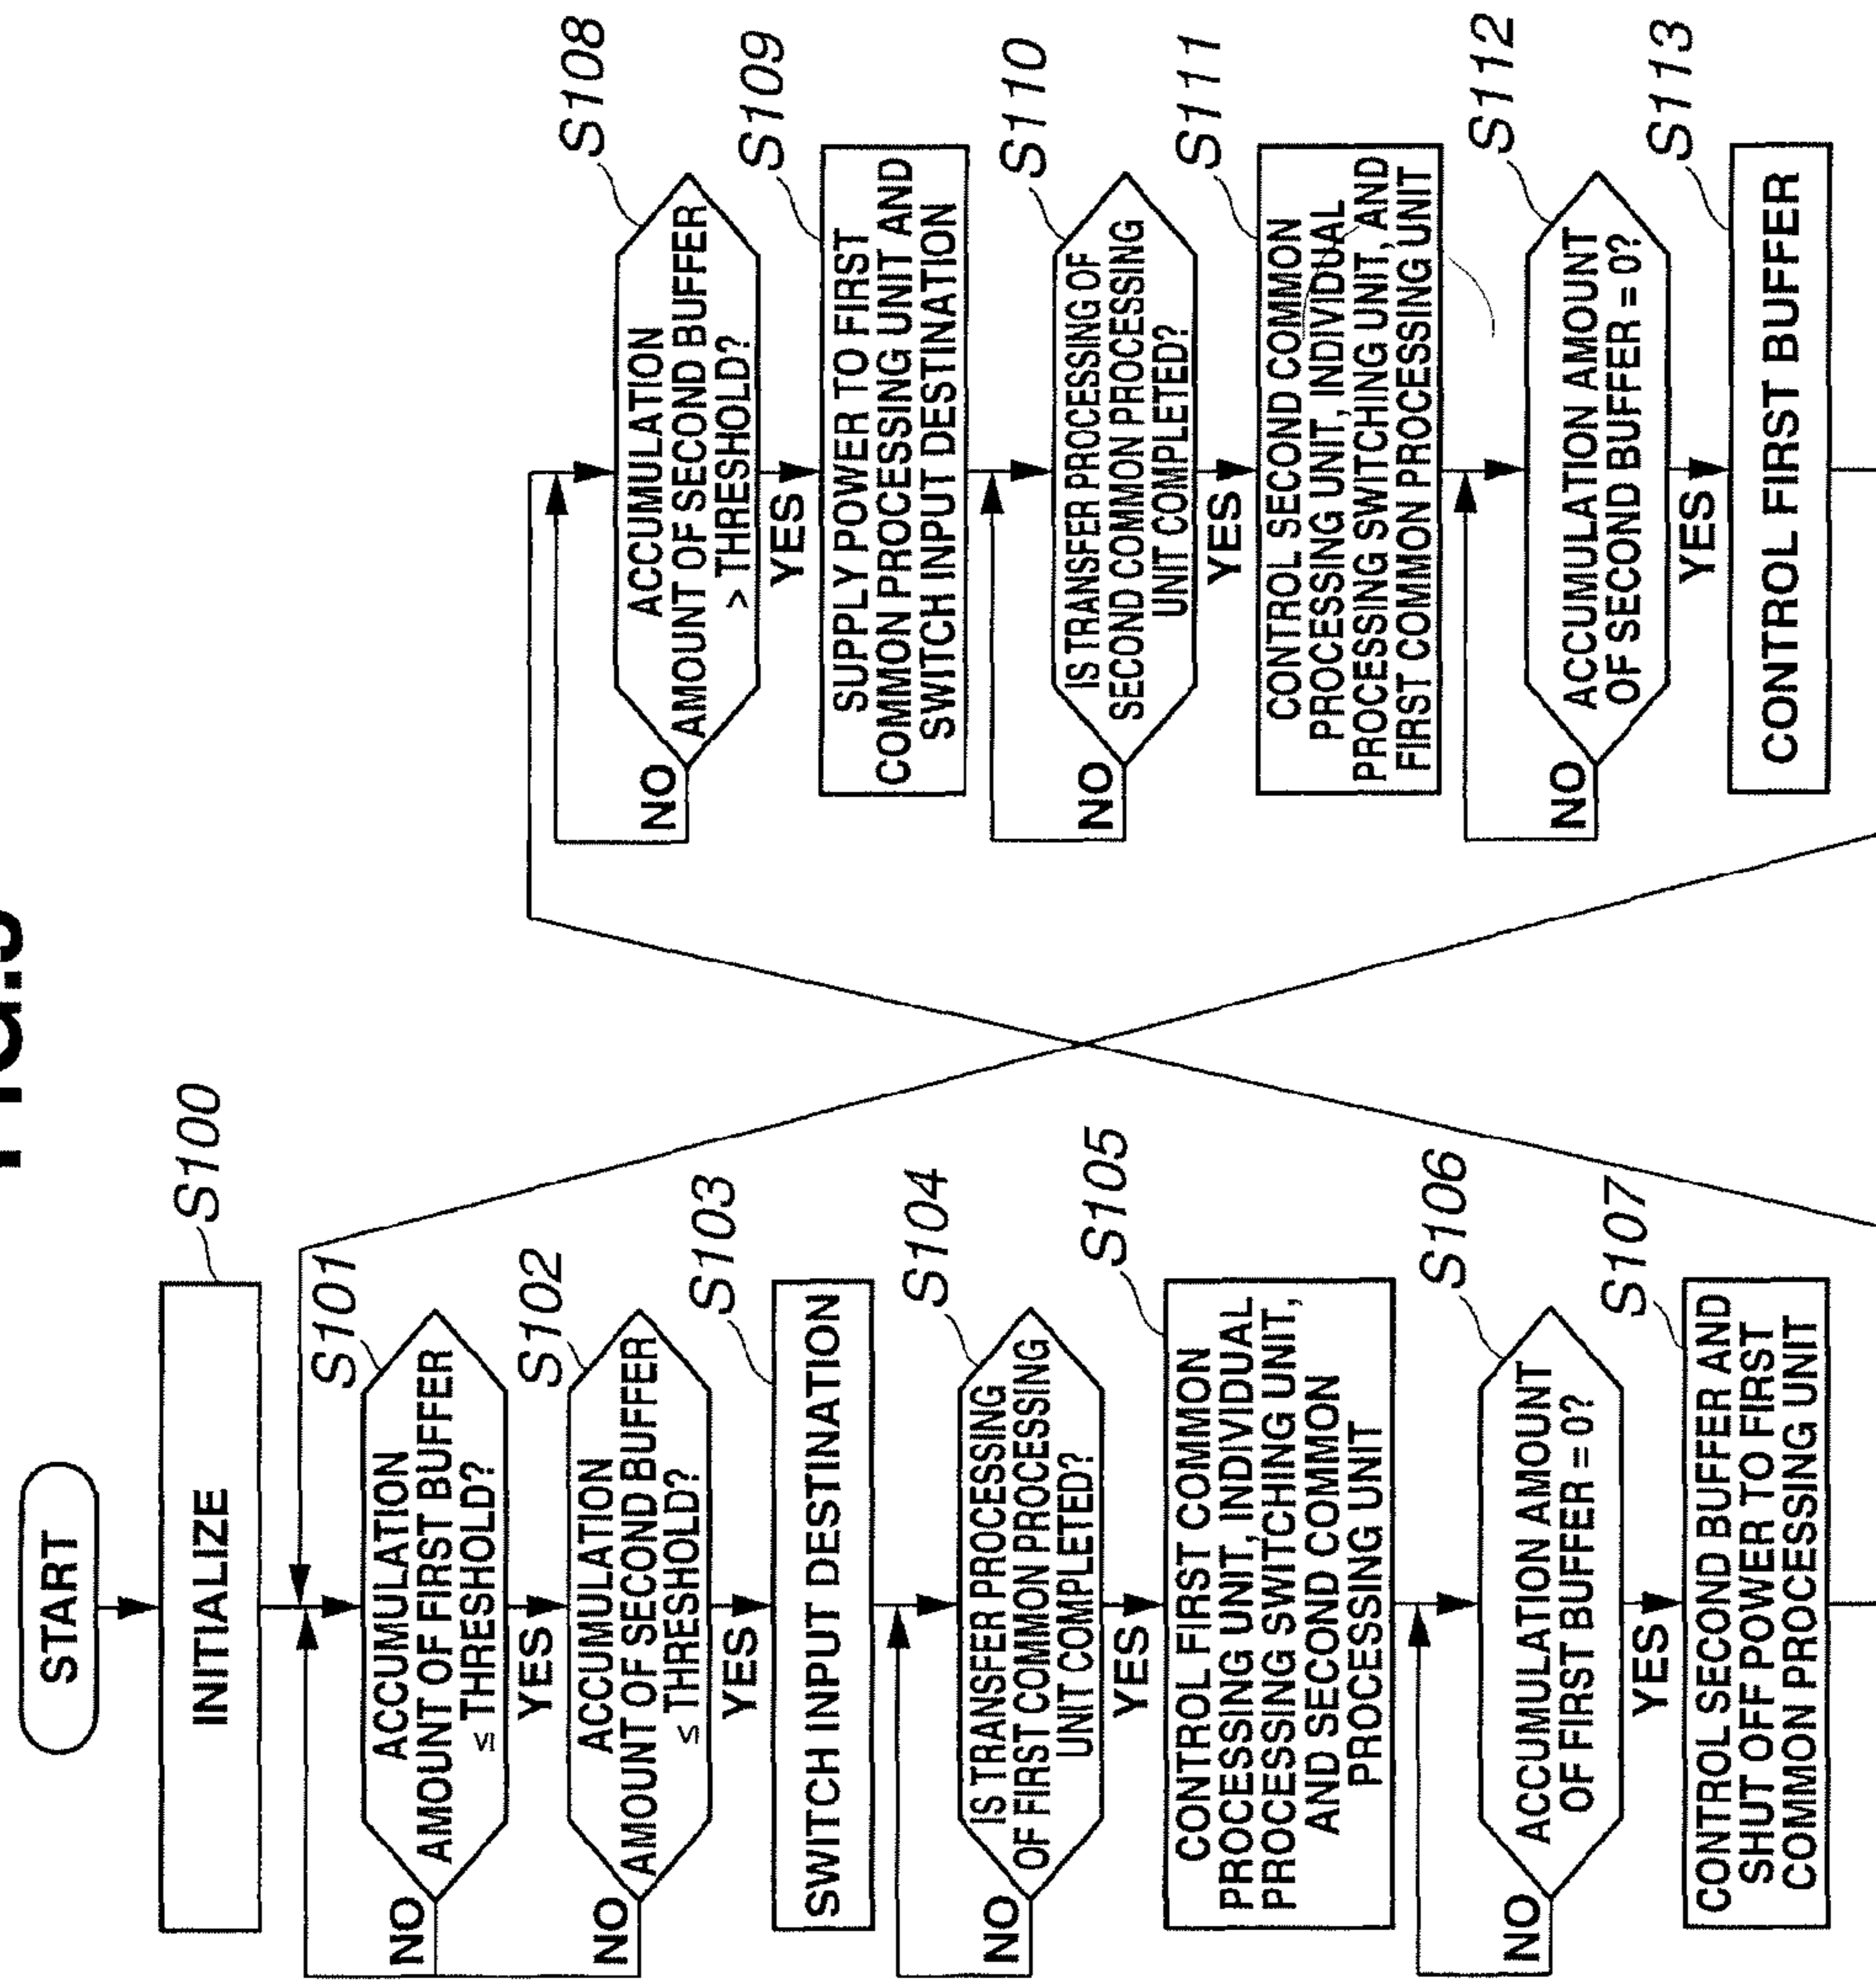 START
INITIALIZE
S100
ACCUMULATION
AMOUNT OF FIRST BUFFER
≤ THRESHOLD?
S101
NO
YES
ACCUMULATION
AMOUNT OF SECOND BUFFER
≤ THRESHOLD?
S102
NO
YES
SWITCH INPUT DESTINATION
S103
IS TRANSFER PROCESSING
OF FIRST COMMON PROCESSING
UNIT COMPLETED?
S104
NO
YES
CONTROL FIRST COMMON
PROCESSING UNIT, INDIVIDUAL
PROCESSING SWITCHING UNIT,
AND SECOND COMMON
PROCESSING UNIT
S105
ACCUMULATION AMOUNT
OF FIRST BUFFER = 0?
S106
NO
YES
CONTROL SECOND BUFFER AND
SHUT OFF POWER TO FIRST
COMMON PROCESSING UNIT
S107
ACCUMULATION
AMOUNT OF SECOND BUFFER
> THRESHOLD?
S108
NO
YES
SUPPLY POWER TO FIRST
COMMON PROCESSING UNIT AND
SWITCH INPUT DESTINATION
S109
IS TRANSFER PROCESSING OF
SECOND COMMON PROCESSING
UNIT COMPLETED?
S110
NO
YES
CONTROL SECOND COMMON
PROCESSING UNIT, INDIVIDUAL
PROCESSING SWITCHING UNIT, AND
FIRST COMMON PROCESSING UNIT
S111
ACCUMULATION AMOUNT
OF SECOND BUFFER = 0?
S112
NO
YES
CONTROL FIRST BUFFER
S113